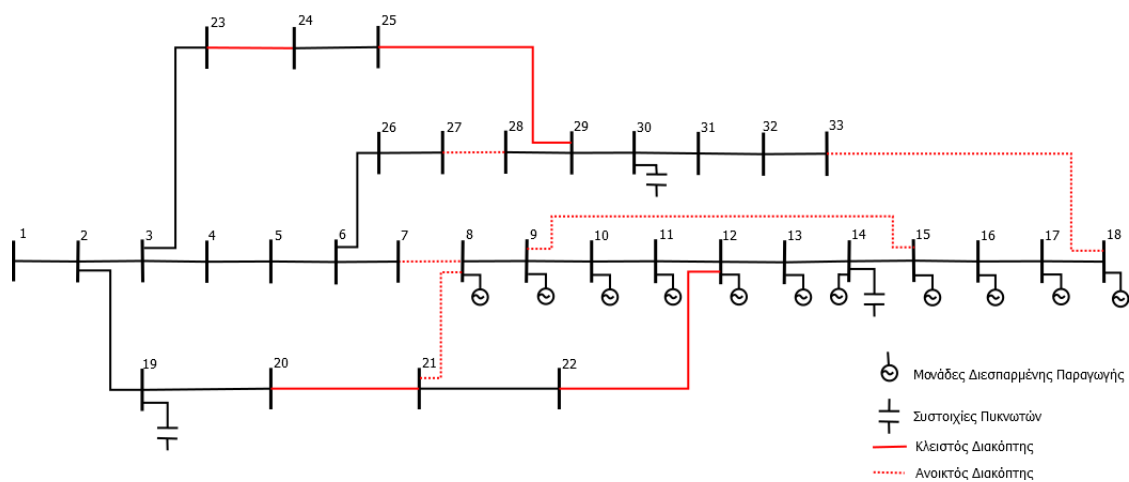 23 24 25
26 27 28 29 30 31 32 33
1 2 3 4 5 6 7 8 9 10 11 12 13 14 15 16 17 18
19 20 21 22
Μονάδες Διεσπαρμένης Παραγωγής
Συστοιχίες Πυκνωτών
Κλειστός Διακόπτης
Ανοικτός Διακόπτης